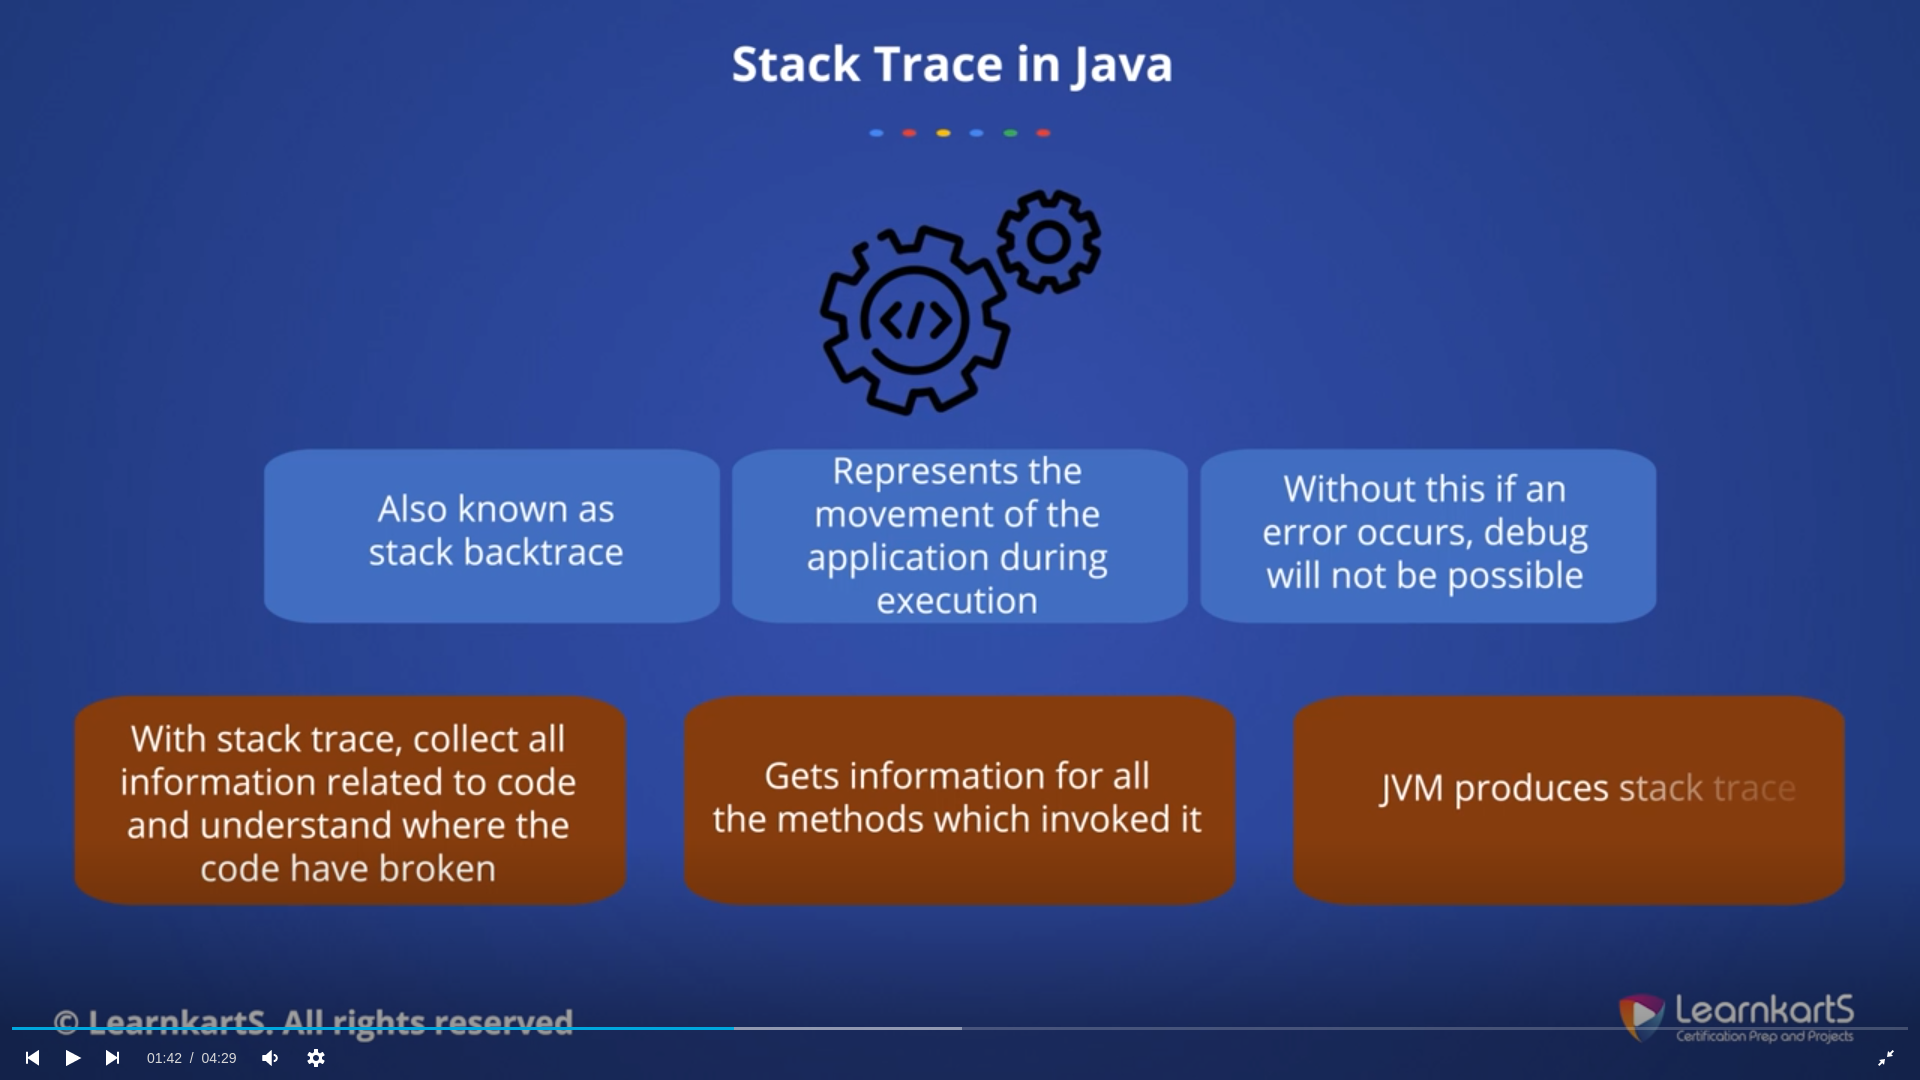 Stack Trace in Java
</>
Also known as
stack backtrace
Represents the
movement of the
application during
execution
Without this if an
error occurs, debug
will not be possible
With stack trace, collect all
information related to code
and understand where the
code have broken
Gets information for all
the methods which invoked it
JVM produces stack trace
© LearnkartS. All rights reserved
LearnkartS
Certification Prep and Projects
01:42 / 04:29